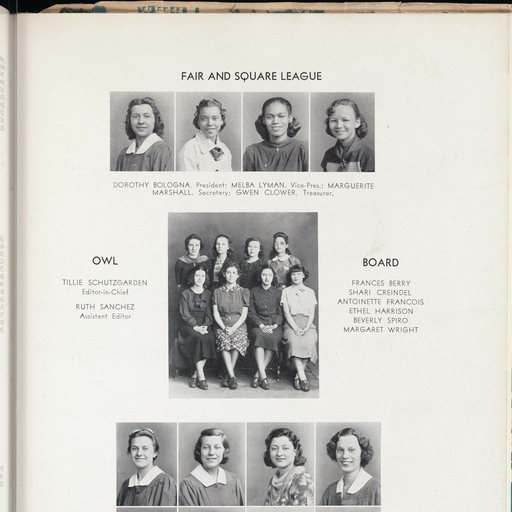 FAIR AND SQUARE LEAGUE
DOROTHY BOLOGNA, President; MELBA LYMAN, Vice-Pres.; MARGUERITE
MARSHALL, Secretary; GWEN CLOWER, Treasurer.
OWL
TILLIE SCHUTZGARDEN
Editor-in-Chief
RUTH SANCHEZ
Assistant Editor
BOARD
FRANCES BERRY
SHARI CREINDEL
ANTOINETTE FRANCOIS
ETHEL HARRISON
BEVERLY SPIRO
MARGARET WRIGHT